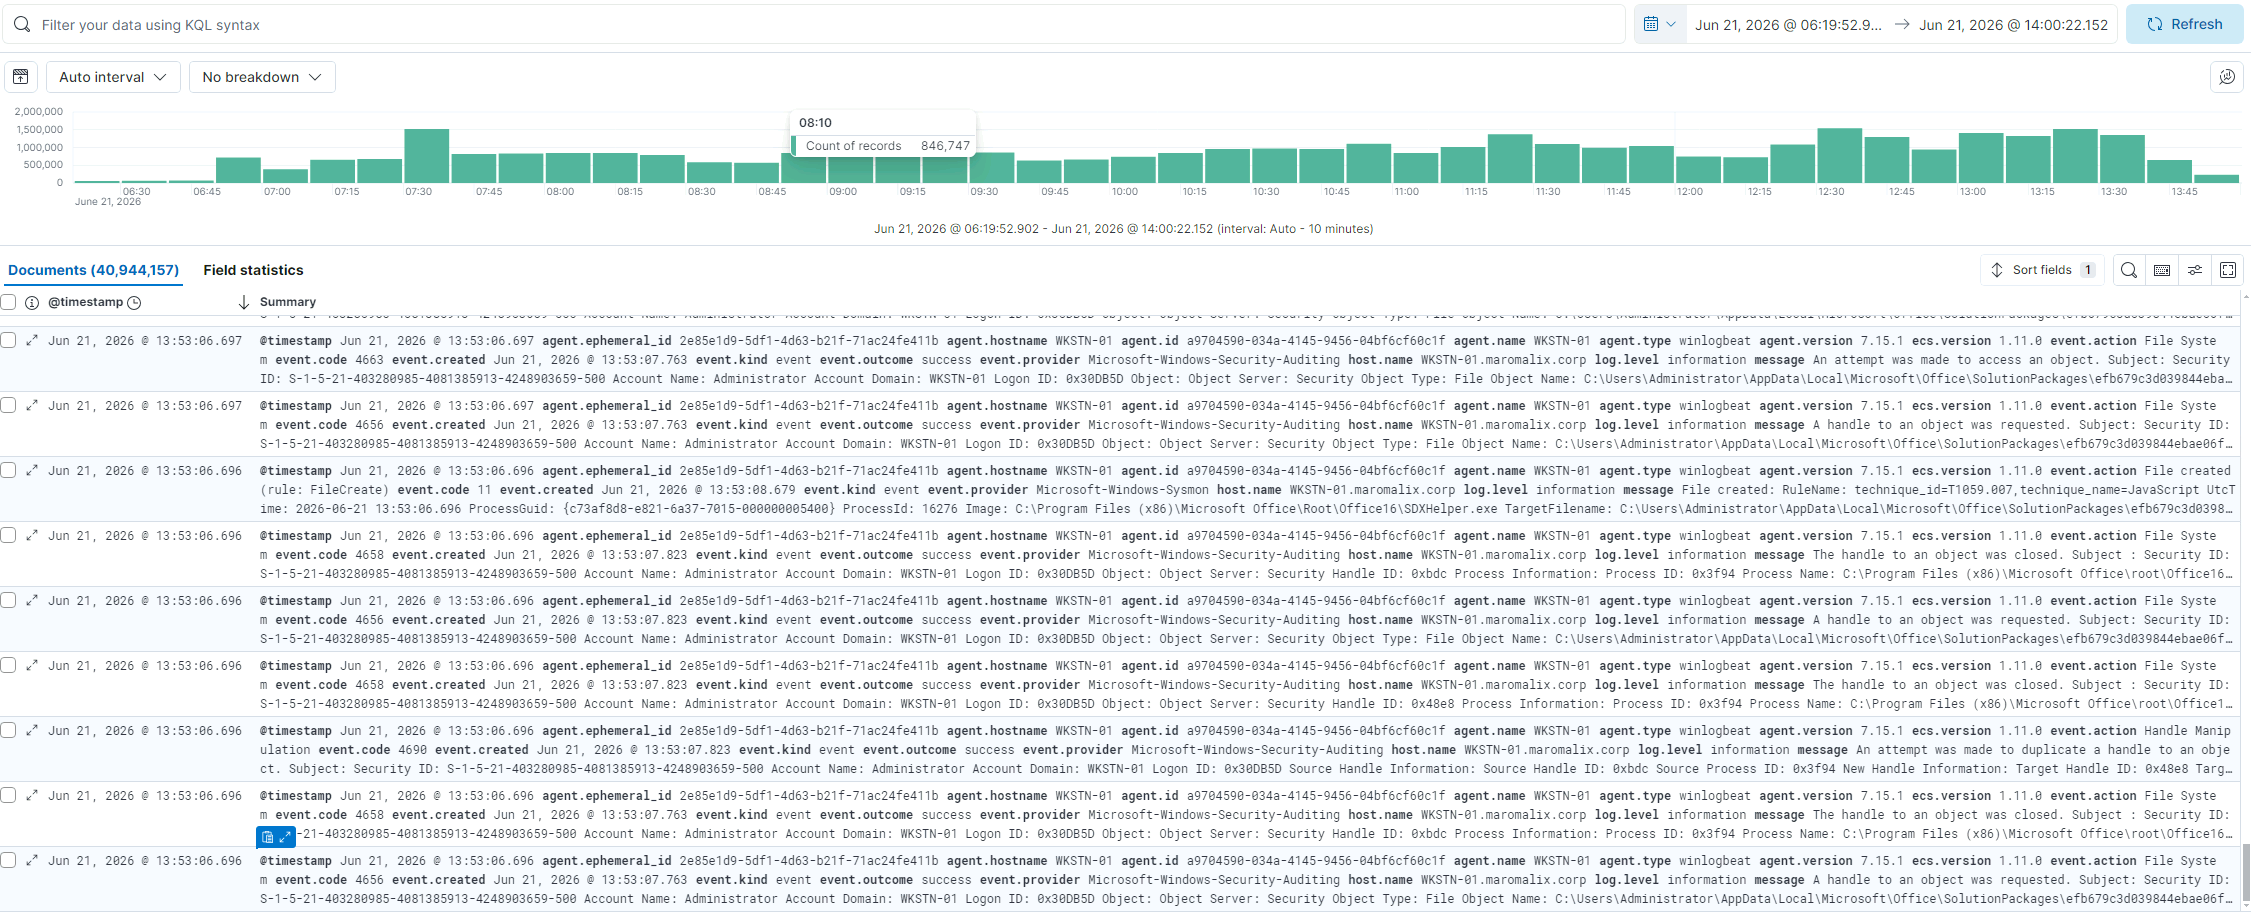 Filter your data using KQL syntax
Jun 21, 2026 @ 06:19:52.9... → Jun 21, 2026 @ 14:00:22.152
Refresh
Auto interval
No breakdown
2,000,000
1,500,000
1,000,000
500,000
0
08:10
Count of records 846,747
06:30 06:45 07:00 07:15 07:30 07:45 08:00 08:15 08:30 08:45 09:00 09:15 09:30 09:45 10:00 10:15 10:30 10:45 11:00 11:15 11:30 11:45 12:00 12:15 12:30 12:45 13:00 13:15 13:30 13:45
June 21, 2026
Jun 21, 2026 @ 06:19:52.902 - Jun 21, 2026 @ 14:00:22.152 (interval: Auto - 10 minutes)
Documents (40,944,157) Field statistics
Sort fields 1
@timestamp Summary
Jun 21, 2026 @ 13:53:06.697 @timestamp Jun 21, 2026 @ 13:53:06.697 agent.ephemeral_id 2e85e1d9-5df1-4d63-b21f-71ac24fe411b agent.hostname WKSTN-01 agent.id a9704590-034a-4145-9456-04bf6cf60c1f agent.name WKSTN-01 agent.type winlogbeat agent.version 7.15.1 ecs.version 1.11.0 event.action File Syste
m event.code 4663 event.created Jun 21, 2026 @ 13:53:07.763 event.kind event event.outcome success event.provider Microsoft-Windows-Security-Auditing host.name WKSTN-01.maromalix.corp log.level information message An attempt was made to access an object. Subject: Security
ID: S-1-5-21-403280985-4081385913-4248903659-500 Account Name: Administrator Account Domain: WKSTN-01 Logon ID: 0x30DB5D Object: Object Server: Security Object Type: File Object Name: C:\Users\Administrator\AppData\Local\Microsoft\Office\SolutionPackages\efb679c3d039844eba…
Jun 21, 2026 @ 13:53:06.697 @timestamp Jun 21, 2026 @ 13:53:06.697 agent.ephemeral_id 2e85e1d9-5df1-4d63-b21f-71ac24fe411b agent.hostname WKSTN-01 agent.id a9704590-034a-4145-9456-04bf6cf60c1f agent.name WKSTN-01 agent.type winlogbeat agent.version 7.15.1 ecs.version 1.11.0 event.action File Syste
m event.code 4656 event.created Jun 21, 2026 @ 13:53:07.763 event.kind event event.outcome success event.provider Microsoft-Windows-Security-Auditing host.name WKSTN-01.maromalix.corp log.level information message A handle to an object was requested. Subject: Security ID:
S-1-5-21-403280985-4081385913-4248903659-500 Account Name: Administrator Account Domain: WKSTN-01 Logon ID: 0x30DB5D Object: Object Server: Security Object Type: File Object Name: C:\Users\Administrator\AppData\Local\Microsoft\Office\SolutionPackages\efb679c3d039844ebae06f…
Jun 21, 2026 @ 13:53:06.696 @timestamp Jun 21, 2026 @ 13:53:06.696 agent.ephemeral_id 2e85e1d9-5df1-4d63-b21f-71ac24fe411b agent.hostname WKSTN-01 agent.id a9704590-034a-4145-9456-04bf6cf60c1f agent.name WKSTN-01 agent.type winlogbeat agent.version 7.15.1 ecs.version 1.11.0 event.action File created
(rule: FileCreate) event.code 11 event.created Jun 21, 2026 @ 13:53:08.679 event.kind event event.provider Microsoft-Windows-Sysmon host.name WKSTN-01.maromalix.corp log.level information message File created: RuleName: technique_id=T1059.007,technique_name=JavaScript UtcT
ime: 2026-06-21 13:53:06.696 ProcessGuid: {c73af8d8-e821-6a37-7015-000000005400} ProcessId: 16276 Image: C:\Program Files (x86)\Microsoft Office\Root\Office16\SDXHelper.exe TargetFilename: C:\Users\Administrator\AppData\Local\Microsoft\Office\SolutionPackages\efb679c3d0398…
Jun 21, 2026 @ 13:53:06.696 @timestamp Jun 21, 2026 @ 13:53:06.696 agent.ephemeral_id 2e85e1d9-5df1-4d63-b21f-71ac24fe411b agent.hostname WKSTN-01 agent.id a9704590-034a-4145-9456-04bf6cf60c1f agent.name WKSTN-01 agent.type winlogbeat agent.version 7.15.1 ecs.version 1.11.0 event.action File Syste
m event.code 4658 event.created Jun 21, 2026 @ 13:53:07.823 event.kind event event.outcome success event.provider Microsoft-Windows-Security-Auditing host.name WKSTN-01.maromalix.corp log.level information message The handle to an object was closed. Subject : Security ID:
S-1-5-21-403280985-4081385913-4248903659-500 Account Name: Administrator Account Domain: WKSTN-01 Logon ID: 0x30DB5D Object: Object Server: Security Handle ID: 0xbdc Process Information: Process ID: 0x3f94 Process Name: C:\Program Files (x86)\Microsoft Office\root\Office16…
Jun 21, 2026 @ 13:53:06.696 @timestamp Jun 21, 2026 @ 13:53:06.696 agent.ephemeral_id 2e85e1d9-5df1-4d63-b21f-71ac24fe411b agent.hostname WKSTN-01 agent.id a9704590-034a-4145-9456-04bf6cf60c1f agent.name WKSTN-01 agent.type winlogbeat agent.version 7.15.1 ecs.version 1.11.0 event.action File Syste
m event.code 4656 event.created Jun 21, 2026 @ 13:53:07.823 event.kind event event.outcome success event.provider Microsoft-Windows-Security-Auditing host.name WKSTN-01.maromalix.corp log.level information message A handle to an object was requested. Subject: Security ID:
S-1-5-21-403280985-4081385913-4248903659-500 Account Name: Administrator Account Domain: WKSTN-01 Logon ID: 0x30DB5D Object: Object Server: Security Object Type: File Object Name: C:\Users\Administrator\AppData\Local\Microsoft\Office\SolutionPackages\efb679c3d039844ebae06f…
Jun 21, 2026 @ 13:53:06.696 @timestamp Jun 21, 2026 @ 13:53:06.696 agent.ephemeral_id 2e85e1d9-5df1-4d63-b21f-71ac24fe411b agent.hostname WKSTN-01 agent.id a9704590-034a-4145-9456-04bf6cf60c1f agent.name WKSTN-01 agent.type winlogbeat agent.version 7.15.1 ecs.version 1.11.0 event.action File Syste
m event.code 4658 event.created Jun 21, 2026 @ 13:53:07.823 event.kind event event.outcome success event.provider Microsoft-Windows-Security-Auditing host.name WKSTN-01.maromalix.corp log.level information message The handle to an object was closed. Subject : Security ID:
S-1-5-21-403280985-4081385913-4248903659-500 Account Name: Administrator Account Domain: WKSTN-01 Logon ID: 0x30DB5D Object: Object Server: Security Handle ID: 0x48e8 Process Information: Process ID: 0x3f94 Process Name: C:\Program Files (x86)\Microsoft Office\root\Office1…
Jun 21, 2026 @ 13:53:06.696 @timestamp Jun 21, 2026 @ 13:53:06.696 agent.ephemeral_id 2e85e1d9-5df1-4d63-b21f-71ac24fe411b agent.hostname WKSTN-01 agent.id a9704590-034a-4145-9456-04bf6cf60c1f agent.name WKSTN-01 agent.type winlogbeat agent.version 7.15.1 ecs.version 1.11.0 event.action Handle Manip
ulation event.code 4690 event.created Jun 21, 2026 @ 13:53:07.823 event.kind event event.outcome success event.provider Microsoft-Windows-Security-Auditing host.name WKSTN-01.maromalix.corp log.level information message An attempt was made to duplicate a handle to an obje
ct. Subject: Security ID: S-1-5-21-403280985-4081385913-4248903659-500 Account Name: Administrator Account Domain: WKSTN-01 Logon ID: 0x30DB5D Source Handle Information: Source Handle ID: 0xbdc Source Process ID: 0x3f94 New Handle Information: Target Handle ID: 0x48e8 Targ…
Jun 21, 2026 @ 13:53:06.696 @timestamp Jun 21, 2026 @ 13:53:06.696 agent.ephemeral_id 2e85e1d9-5df1-4d63-b21f-71ac24fe411b agent.hostname WKSTN-01 agent.id a9704590-034a-4145-9456-04bf6cf60c1f agent.name WKSTN-01 agent.type winlogbeat agent.version 7.15.1 ecs.version 1.11.0 event.action File Syste
m event.code 4658 event.created Jun 21, 2026 @ 13:53:07.763 event.kind event event.outcome success event.provider Microsoft-Windows-Security-Auditing host.name WKSTN-01.maromalix.corp log.level information message The handle to an object was closed. Subject : Security ID:
-21-403280985-4081385913-4248903659-500 Account Name: Administrator Account Domain: WKSTN-01 Logon ID: 0x30DB5D Object: Object Server: Security Handle ID: 0xbdc Process Information: Process ID: 0x3f94 Process Name: C:\Program Files (x86)\Microsoft Office\root\Office16…
Jun 21, 2026 @ 13:53:06.696 @timestamp Jun 21, 2026 @ 13:53:06.696 agent.ephemeral_id 2e85e1d9-5df1-4d63-b21f-71ac24fe411b agent.hostname WKSTN-01 agent.id a9704590-034a-4145-9456-04bf6cf60c1f agent.name WKSTN-01 agent.type winlogbeat agent.version 7.15.1 ecs.version 1.11.0 event.action File Syste
m event.code 4656 event.created Jun 21, 2026 @ 13:53:07.763 event.kind event event.outcome success event.provider Microsoft-Windows-Security-Auditing host.name WKSTN-01.maromalix.corp log.level information message A handle to an object was requested. Subject: Security ID:
S-1-5-21-403280985-4081385913-4248903659-500 Account Name: Administrator Account Domain: WKSTN-01 Logon ID: 0x30DB5D Object: Object Server: Security Object Type: File Object Name: C:\Users\Administrator\AppData\Local\Microsoft\Office\SolutionPackages\efb679c3d039844ebae06f…